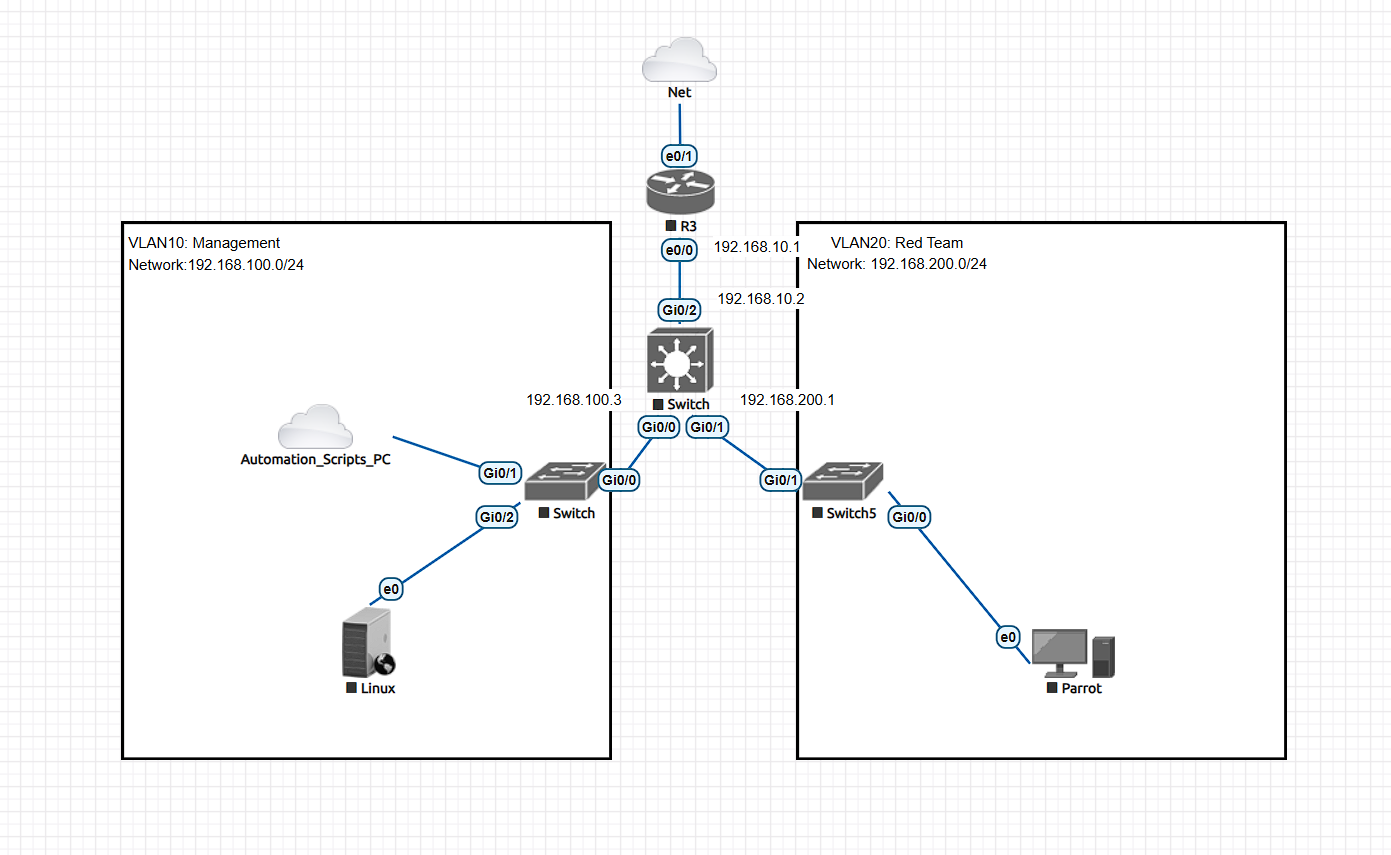 Net
e0/1
R3
e0/0
192.168.10.1
VLAN10: Management
Network:192.168.100.0/24
VLAN20: Red Team
Network: 192.168.200.0/24
192.168.10.2
Gi0/2
Switch
192.168.100.3
192.168.200.1
Gi0/0
Gi0/1
Automation_Scripts_PC
Gi0/1
Gi0/0
Switch
Gi0/2
e0
Linux
Gi0/1
Switch5
Gi0/0
e0
Parrot